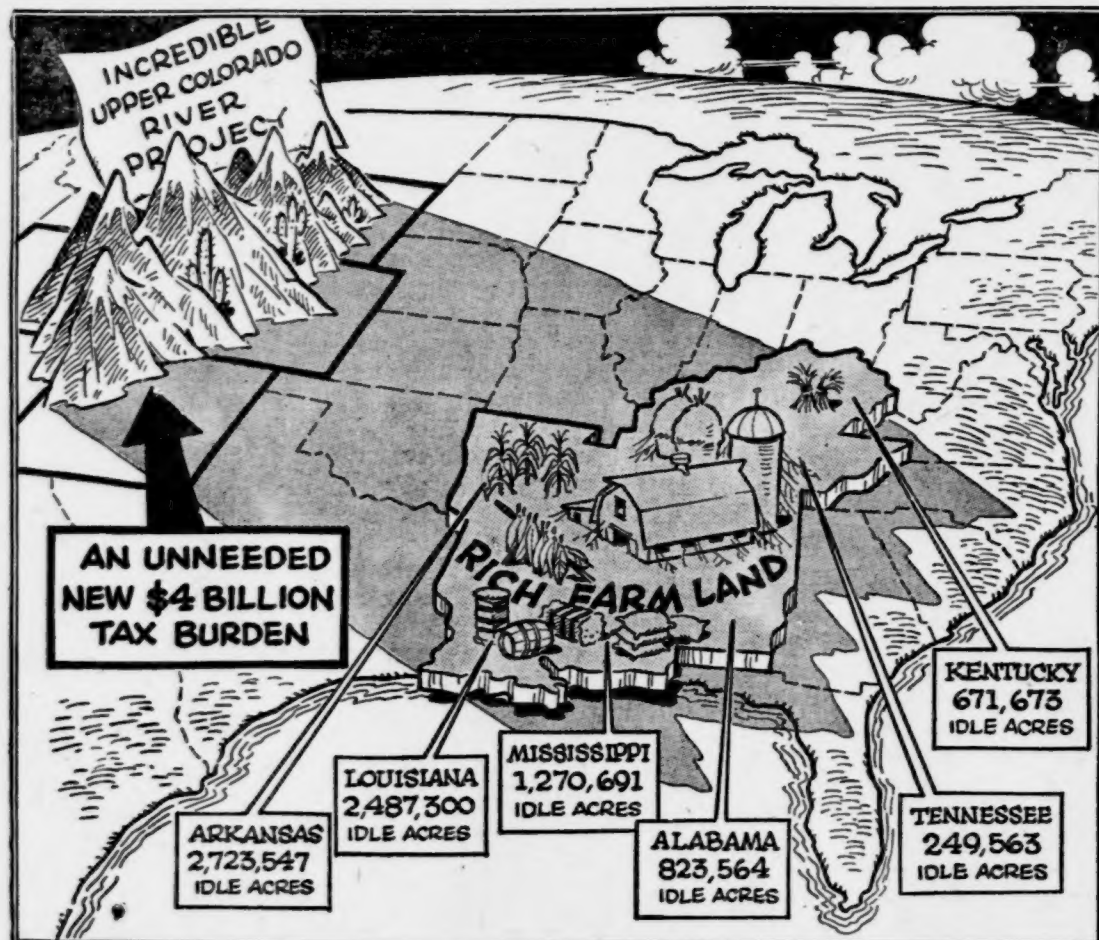 INCREDIBLE
UPPER COLORADO
RIVER
PROJECT
AN UNNEEDED
NEW $4 BILLION
TAX BURDEN
RICH FARM LAND
ARKANSAS
2,723,547
IDLE ACRES
LOUISIANA
2,487,300
IDLE ACRES
MISSISSIPPI
1,270,691
IDLE ACRES
ALABAMA
823,564
IDLE ACRES
TENNESSEE
249,563
IDLE ACRES
KENTUCKY
671,673
IDLE ACRES